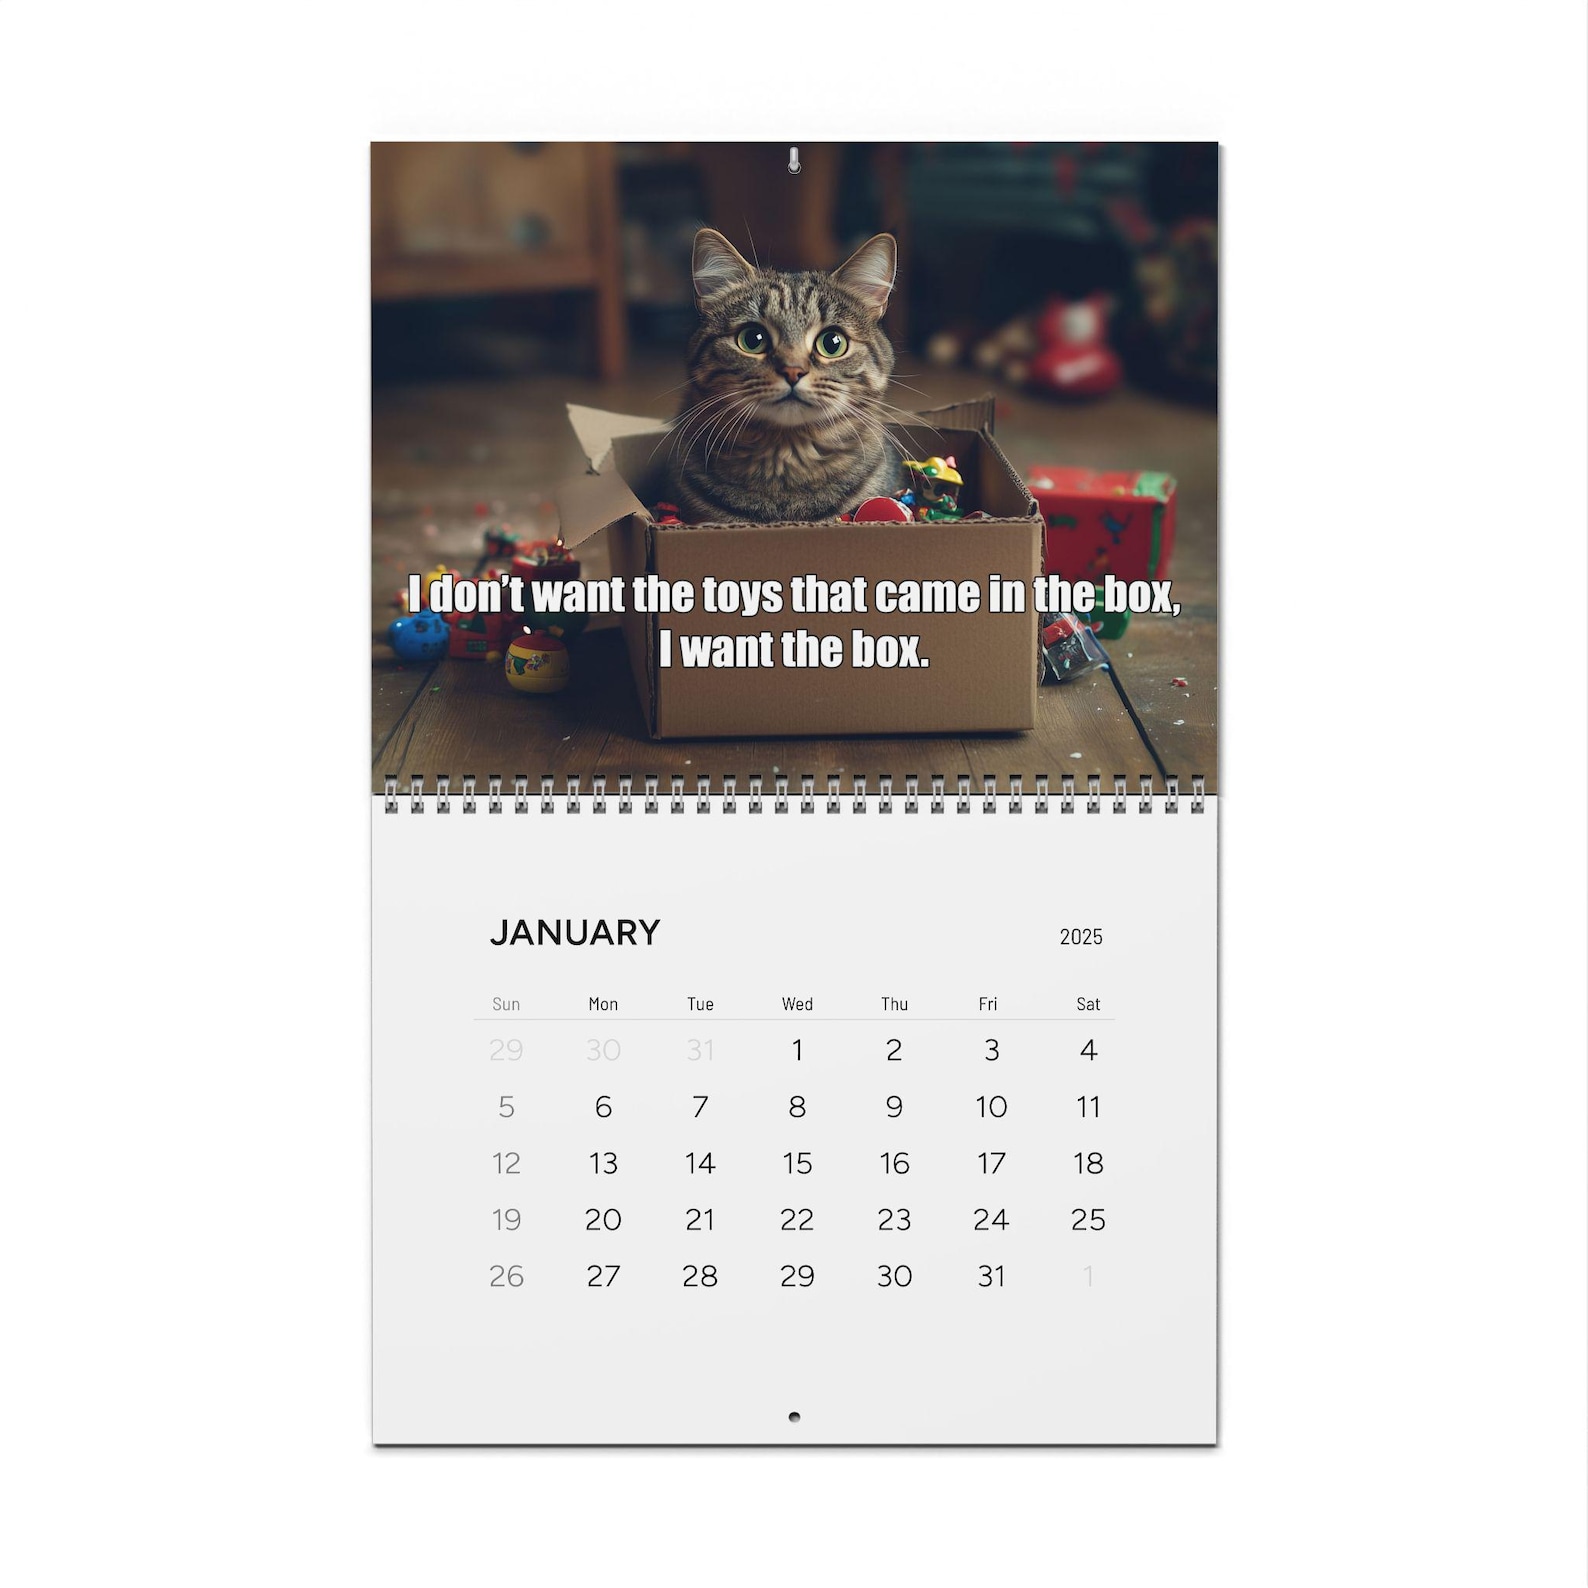 I don’t want the toys that came in the box,
I want the box.
JANUARY 2025
Sun Mon Tue Wed Thu Fri Sat
29 30 31 1 2 3 4
5 6 7 8 9 10 11
12 13 14 15 16 17 18
19 20 21 22 23 24 25
26 27 28 29 30 31 1